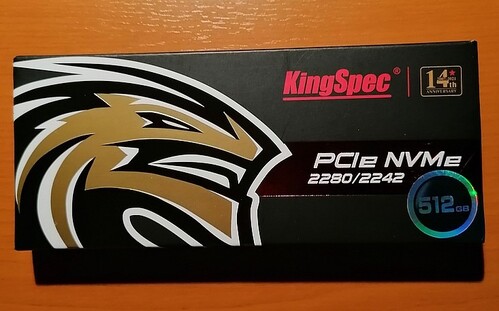 KingSpec®
14th
ANNIVERSARY
PCIe NVMe
2280/2242
512GB